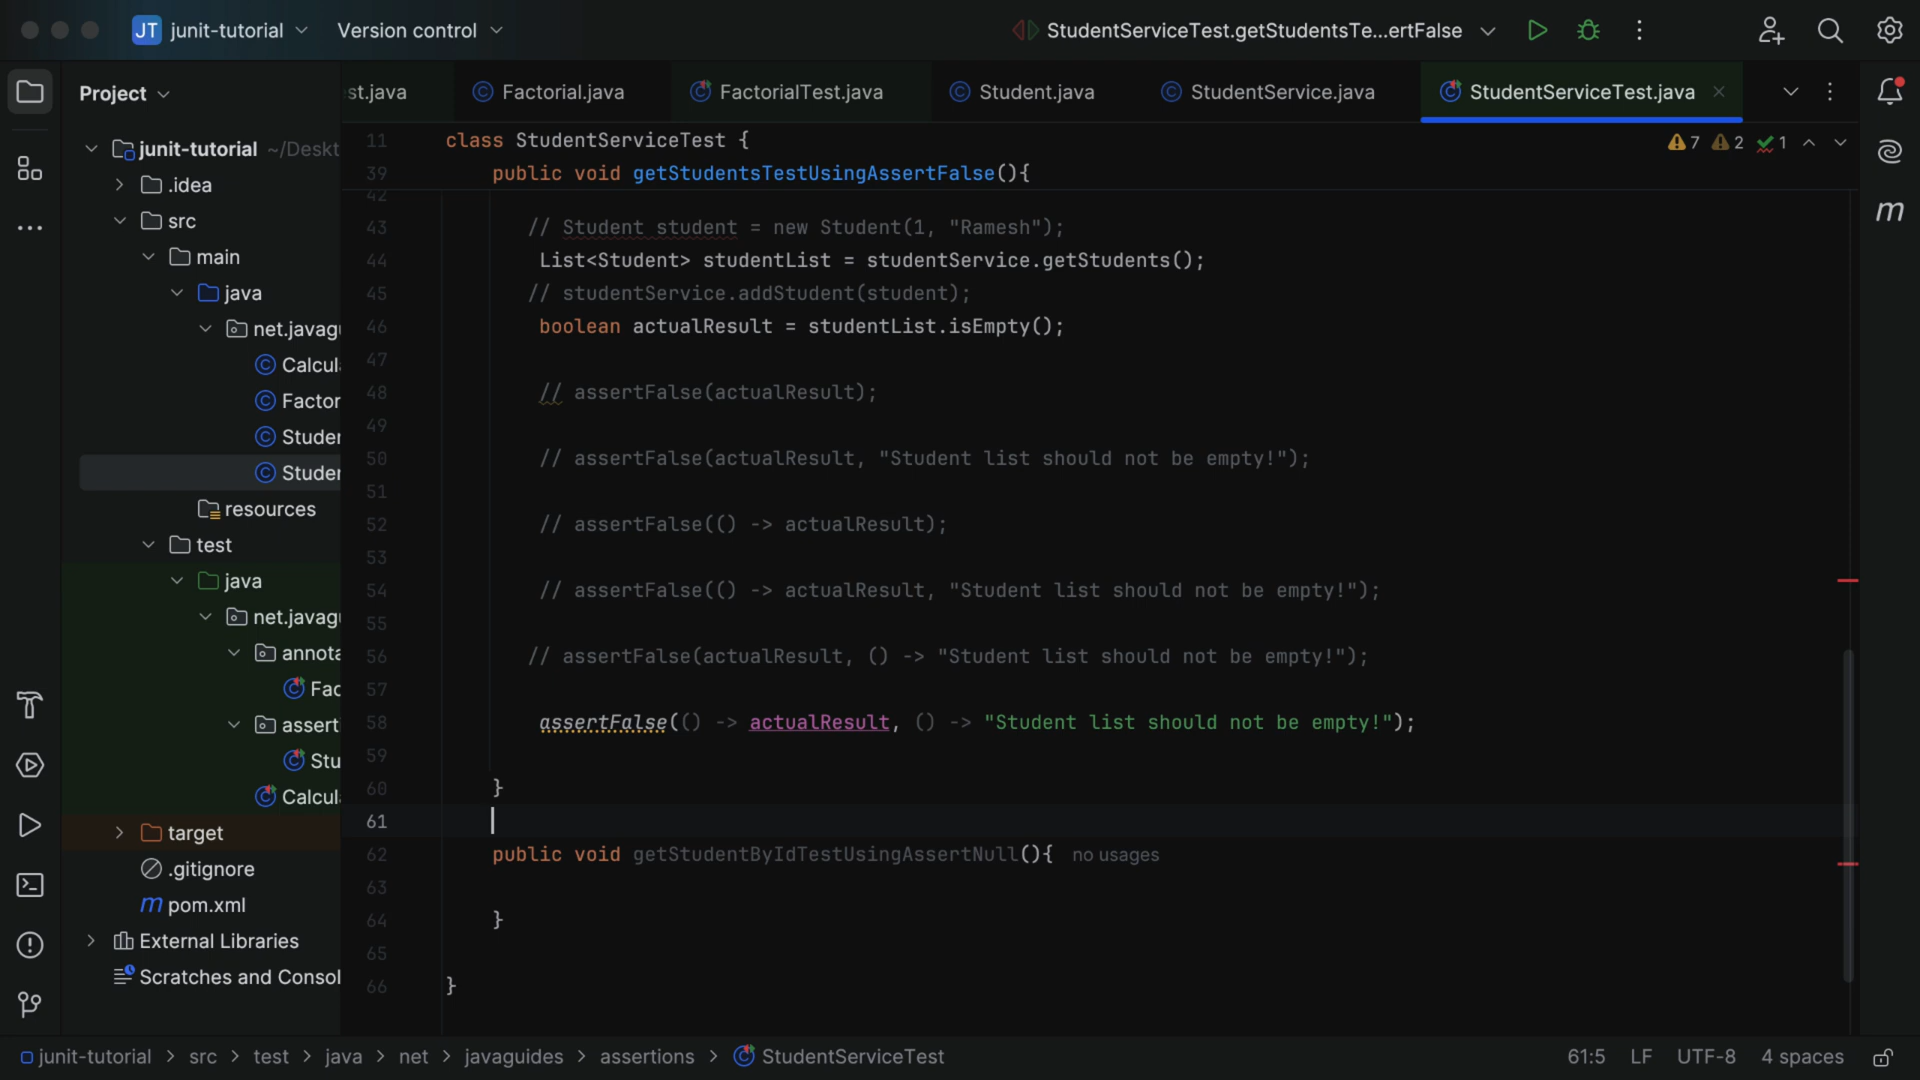 JT junit-tutorial Version control StudentServiceTest.getStudentsTe...ertFalse
Project
st.java Factorial.java FactorialTest.java Student.java StudentService.java StudentServiceTest.java
junit-tutorial ~/Deskt
.idea
src
main
java
net.javagu
Calcul
Factor
Studen
Studen
resources
test
java
net.javagu
annota
Fac
assert
Stu
Calcul
target
.gitignore
m pom.xml
External Libraries
Scratches and Consol
7 2 1
m
11 class StudentServiceTest {
39 public void getStudentsTestUsingAssertFalse(){
42
43 // Student student = new Student(1, "Ramesh");
44 List<Student> studentList = studentService.getStudents();
45 // studentService.addStudent(student);
46 boolean actualResult = studentList.isEmpty();
47
48 // assertFalse(actualResult);
49
50 // assertFalse(actualResult, "Student list should not be empty!");
51
52 // assertFalse(() -> actualResult);
53
54 // assertFalse(() -> actualResult, "Student list should not be empty!");
55
56 // assertFalse(actualResult, () -> "Student list should not be empty!");
57
58 assertFalse(() -> actualResult, () -> "Student list should not be empty!");
59
60 }
61
62 public void getStudentByIdTestUsingAssertNull(){ no usages
63
64 }
65
66 }
junit-tutorial > src > test > java > net > javaguides > assertions > StudentServiceTest
61:5 LF UTF-8 4 spaces